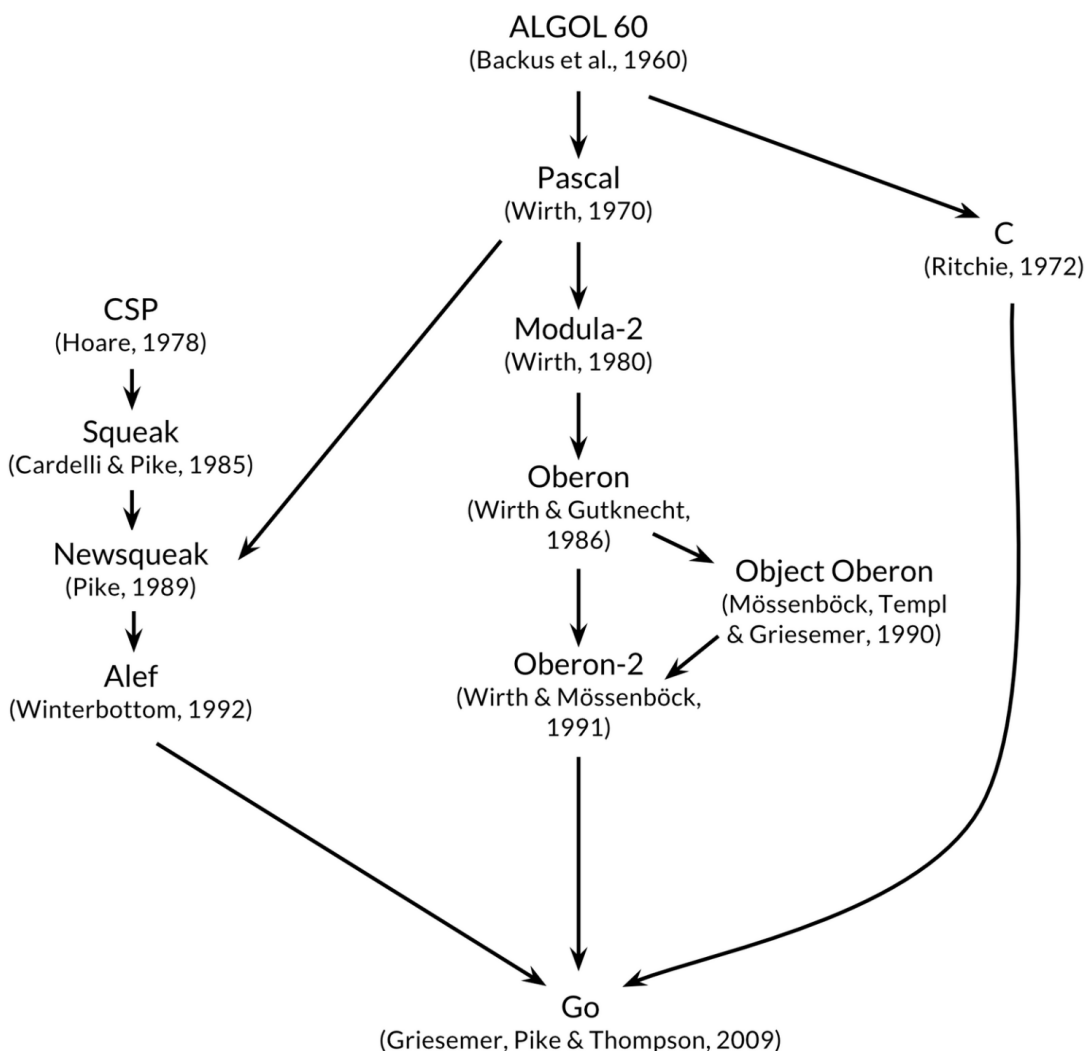 ALGOL 60
(Backus et al., 1960)
Pascal
(Wirth, 1970)
C
(Ritchie, 1972)
CSP
(Hoare, 1978)
Modula-2
(Wirth, 1980)
Squeak
(Cardelli & Pike, 1985)
Oberon
(Wirth & Gutknecht,
1986)
Newsqueak
(Pike, 1989)
Object Oberon
(Mössenböck, Templ
& Griesemer, 1990)
Oberon-2
(Wirth & Mössenböck,
1991)
Alef
(Winterbottom, 1992)
Go
(Griesemer, Pike & Thompson, 2009)